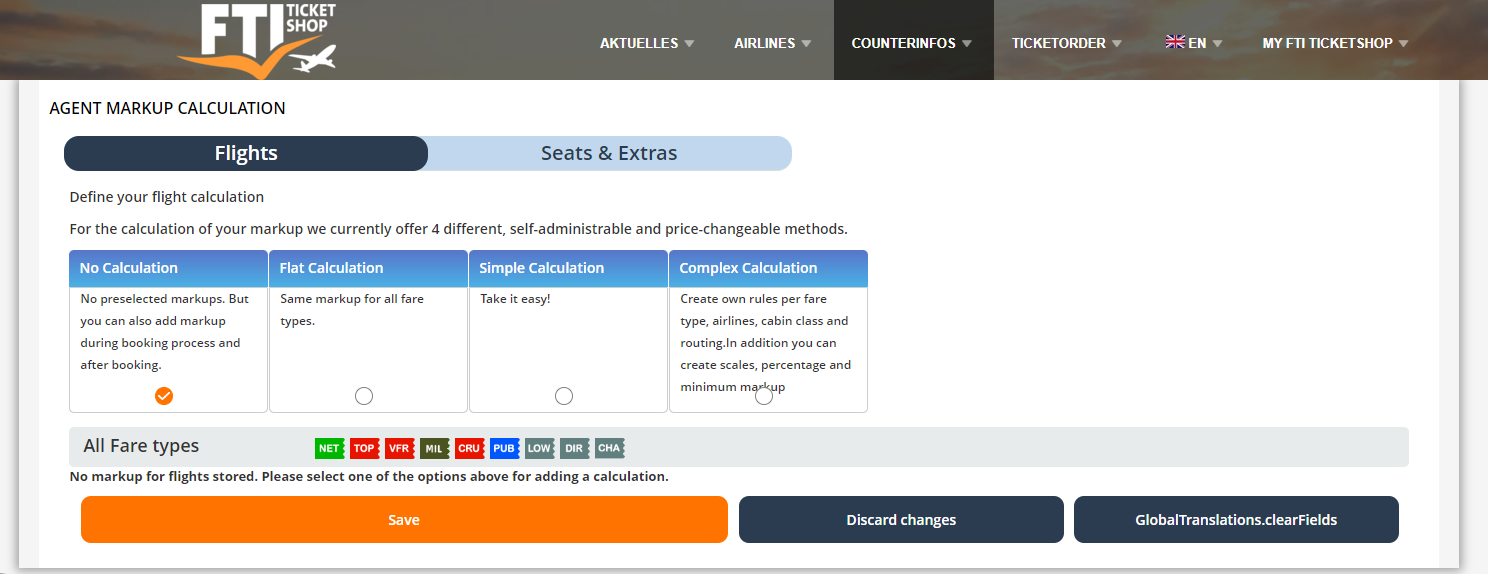 FTI TICKET
SHOP
AKTUELLES AIRLINES COUNTERINFOS TICKETORDER EN MY FTI TICKETSHOP
AGENT MARKUP CALCULATION
Flights Seats & Extras
Define your flight calculation
For the calculation of your markup we currently offer 4 different, self-administrable and price-changeable methods.
No Calculation Flat Calculation Simple Calculation Complex Calculation
No preselected markups. But
you can also add markup
during booking process and
after booking.
Same markup for all fare
types.
Take it easy!
Create own rules per fare
type, airlines, cabin class and
routing.In addition you can
create scales, percentage and
minimum markup
All Fare types NET TOP VFR MIL CRU PUB LOW DIR CHA
No markup for flights stored. Please select one of the options above for adding a calculation.
Save Discard changes GlobalTranslations.clearFields